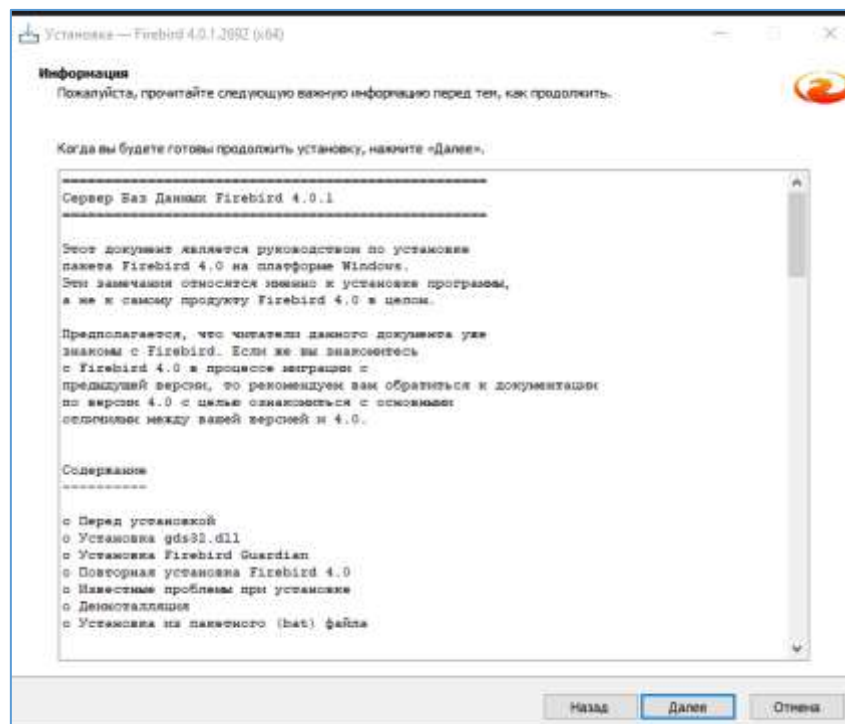 Установка — Firebird 4.0.1.2692 (x64)
Информация
Пожалуйста, прочитайте следующую важную информацию перед тем, как продолжить.
Когда вы будете готовы продолжить установку, нажмите «Далее».
==================================================
Сервер Баз Данных Firebird 4.0.1
==================================================
Этот документ является руководством по установке
пакета Firebird 4.0 на платформе Windows.
Эти замечания относятся именно к установке программы,
а не к самому продукту Firebird 4.0 в целом.
Предполагается, что читатели данного документа уже
знакомы с Firebird. Если же вы знакомитесь
с Firebird 4.0 в процессе миграции с
предыдущей версии, то рекомендуем вам обратиться к документации
по версии 4.0 с целью ознакомиться с основными
отличиями между вашей версией и 4.0.
Содержание
----------
o Перед установкой
o Установка gds32.dll
o Установка Firebird Guardian
o Повторная установка Firebird 4.0
o Известные проблемы при установке
o Деинсталляция
o Установка из пакетного (bat) файла
Назад Далее Отмена